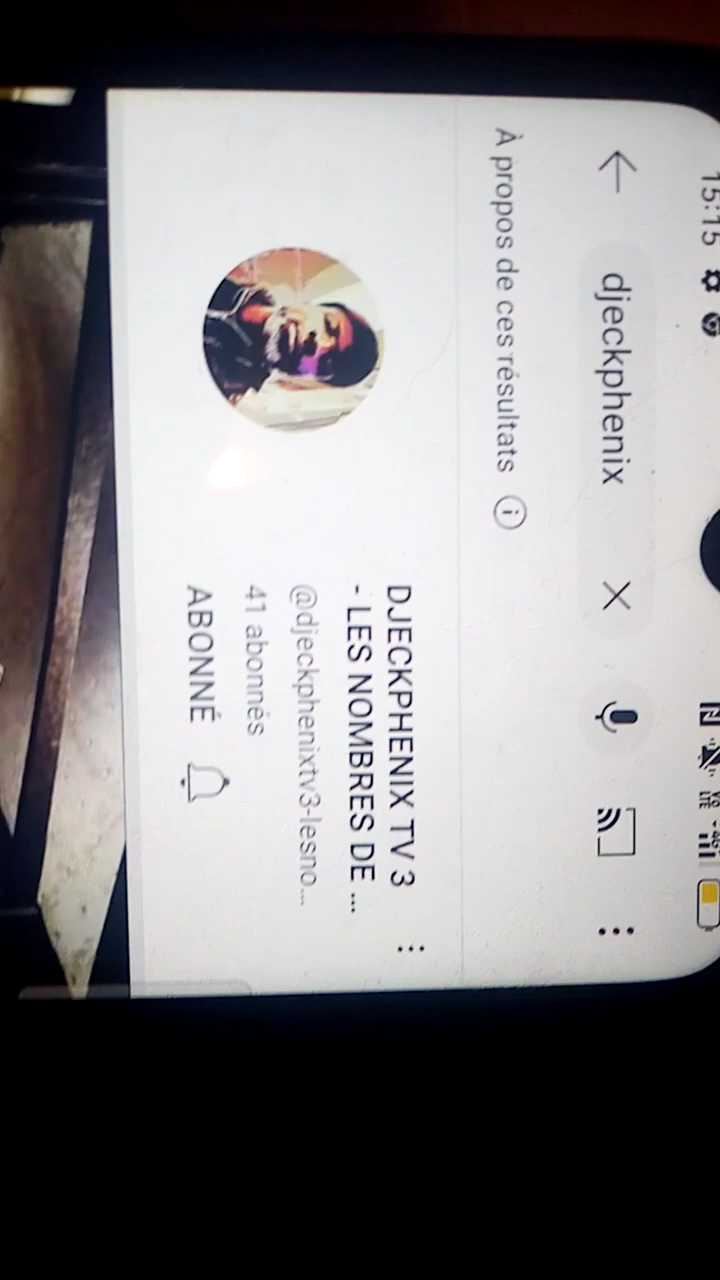 15:15
djeckphenix
À propos de ces résultats
DJECKPHENIX TV 3
- LES NOMBRES DE ...
@djeckphenixtv3-lesno...
41 abonnés
ABONNÉ